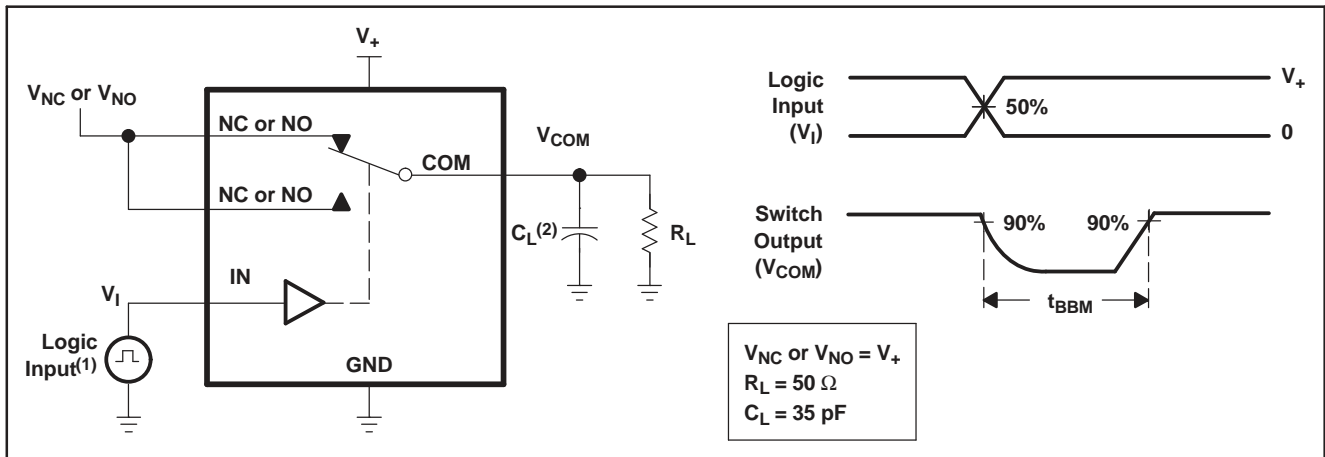 V+
VNC or VNO
NC or NO
VCOM
COM
NC or NO
CL(2)
RL
IN
VI
Logic
Input(1)
GND
Logic
Input
(VI)
V+
50%
0
Switch
Output
(VCOM)
90%
90%
tBBM
VNC or VNO = V+
RL = 50 Ω
CL = 35 pF